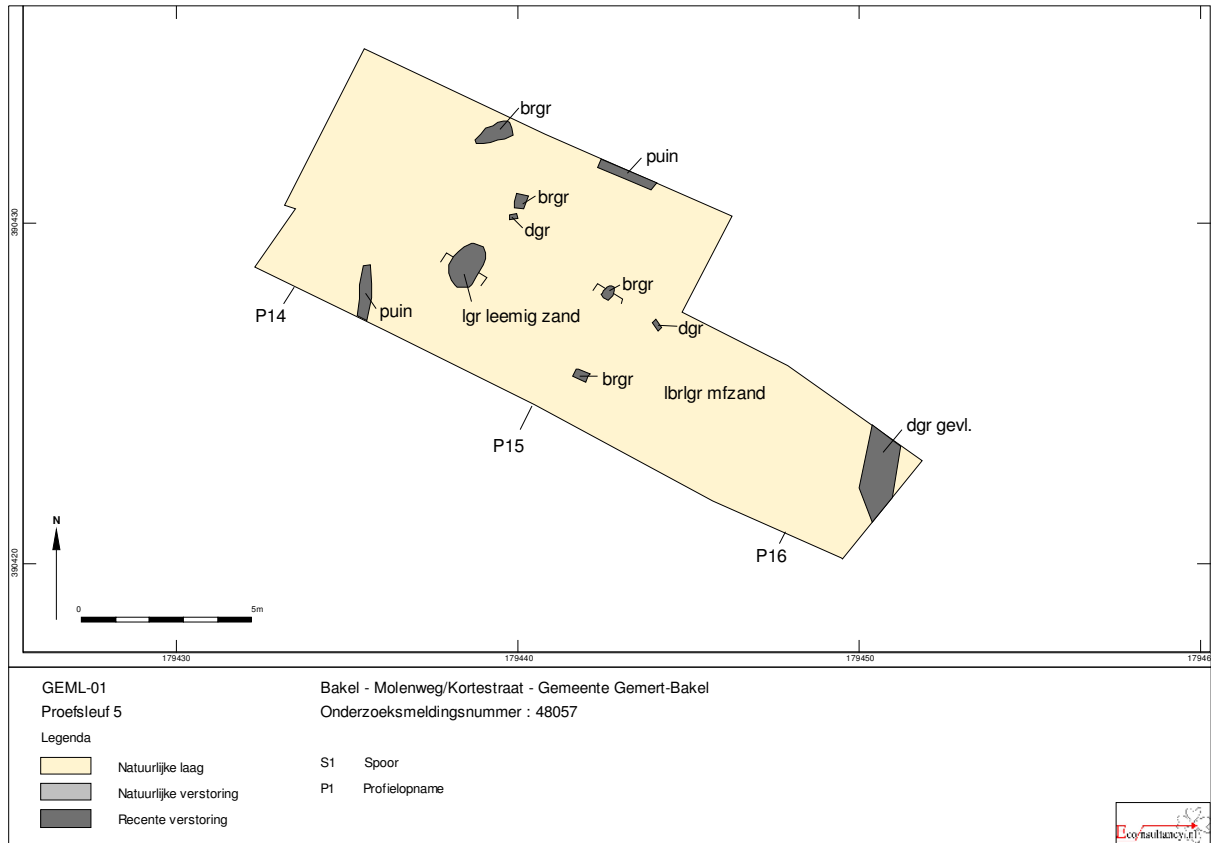 brgr
puin
brgr
390430
dgr
brgr
P14
puin
lgr leemig zand
dgr
brgr
lbrlgr mfzand
dgr gevl.
P15
N
P16
390420
0 5m
179430 179440 179450 17946
GEML-01 Bakel - Molenweg/Kortestraat - Gemeente Gemert-Bakel
Proefsleuf 5 Onderzoeksmeldingsnummer : 48057
Legenda
Natuurlijke laag S1 Spoor
Natuurlijke verstoring P1 Profielopname
Recente verstoring
Econsultancy.nl